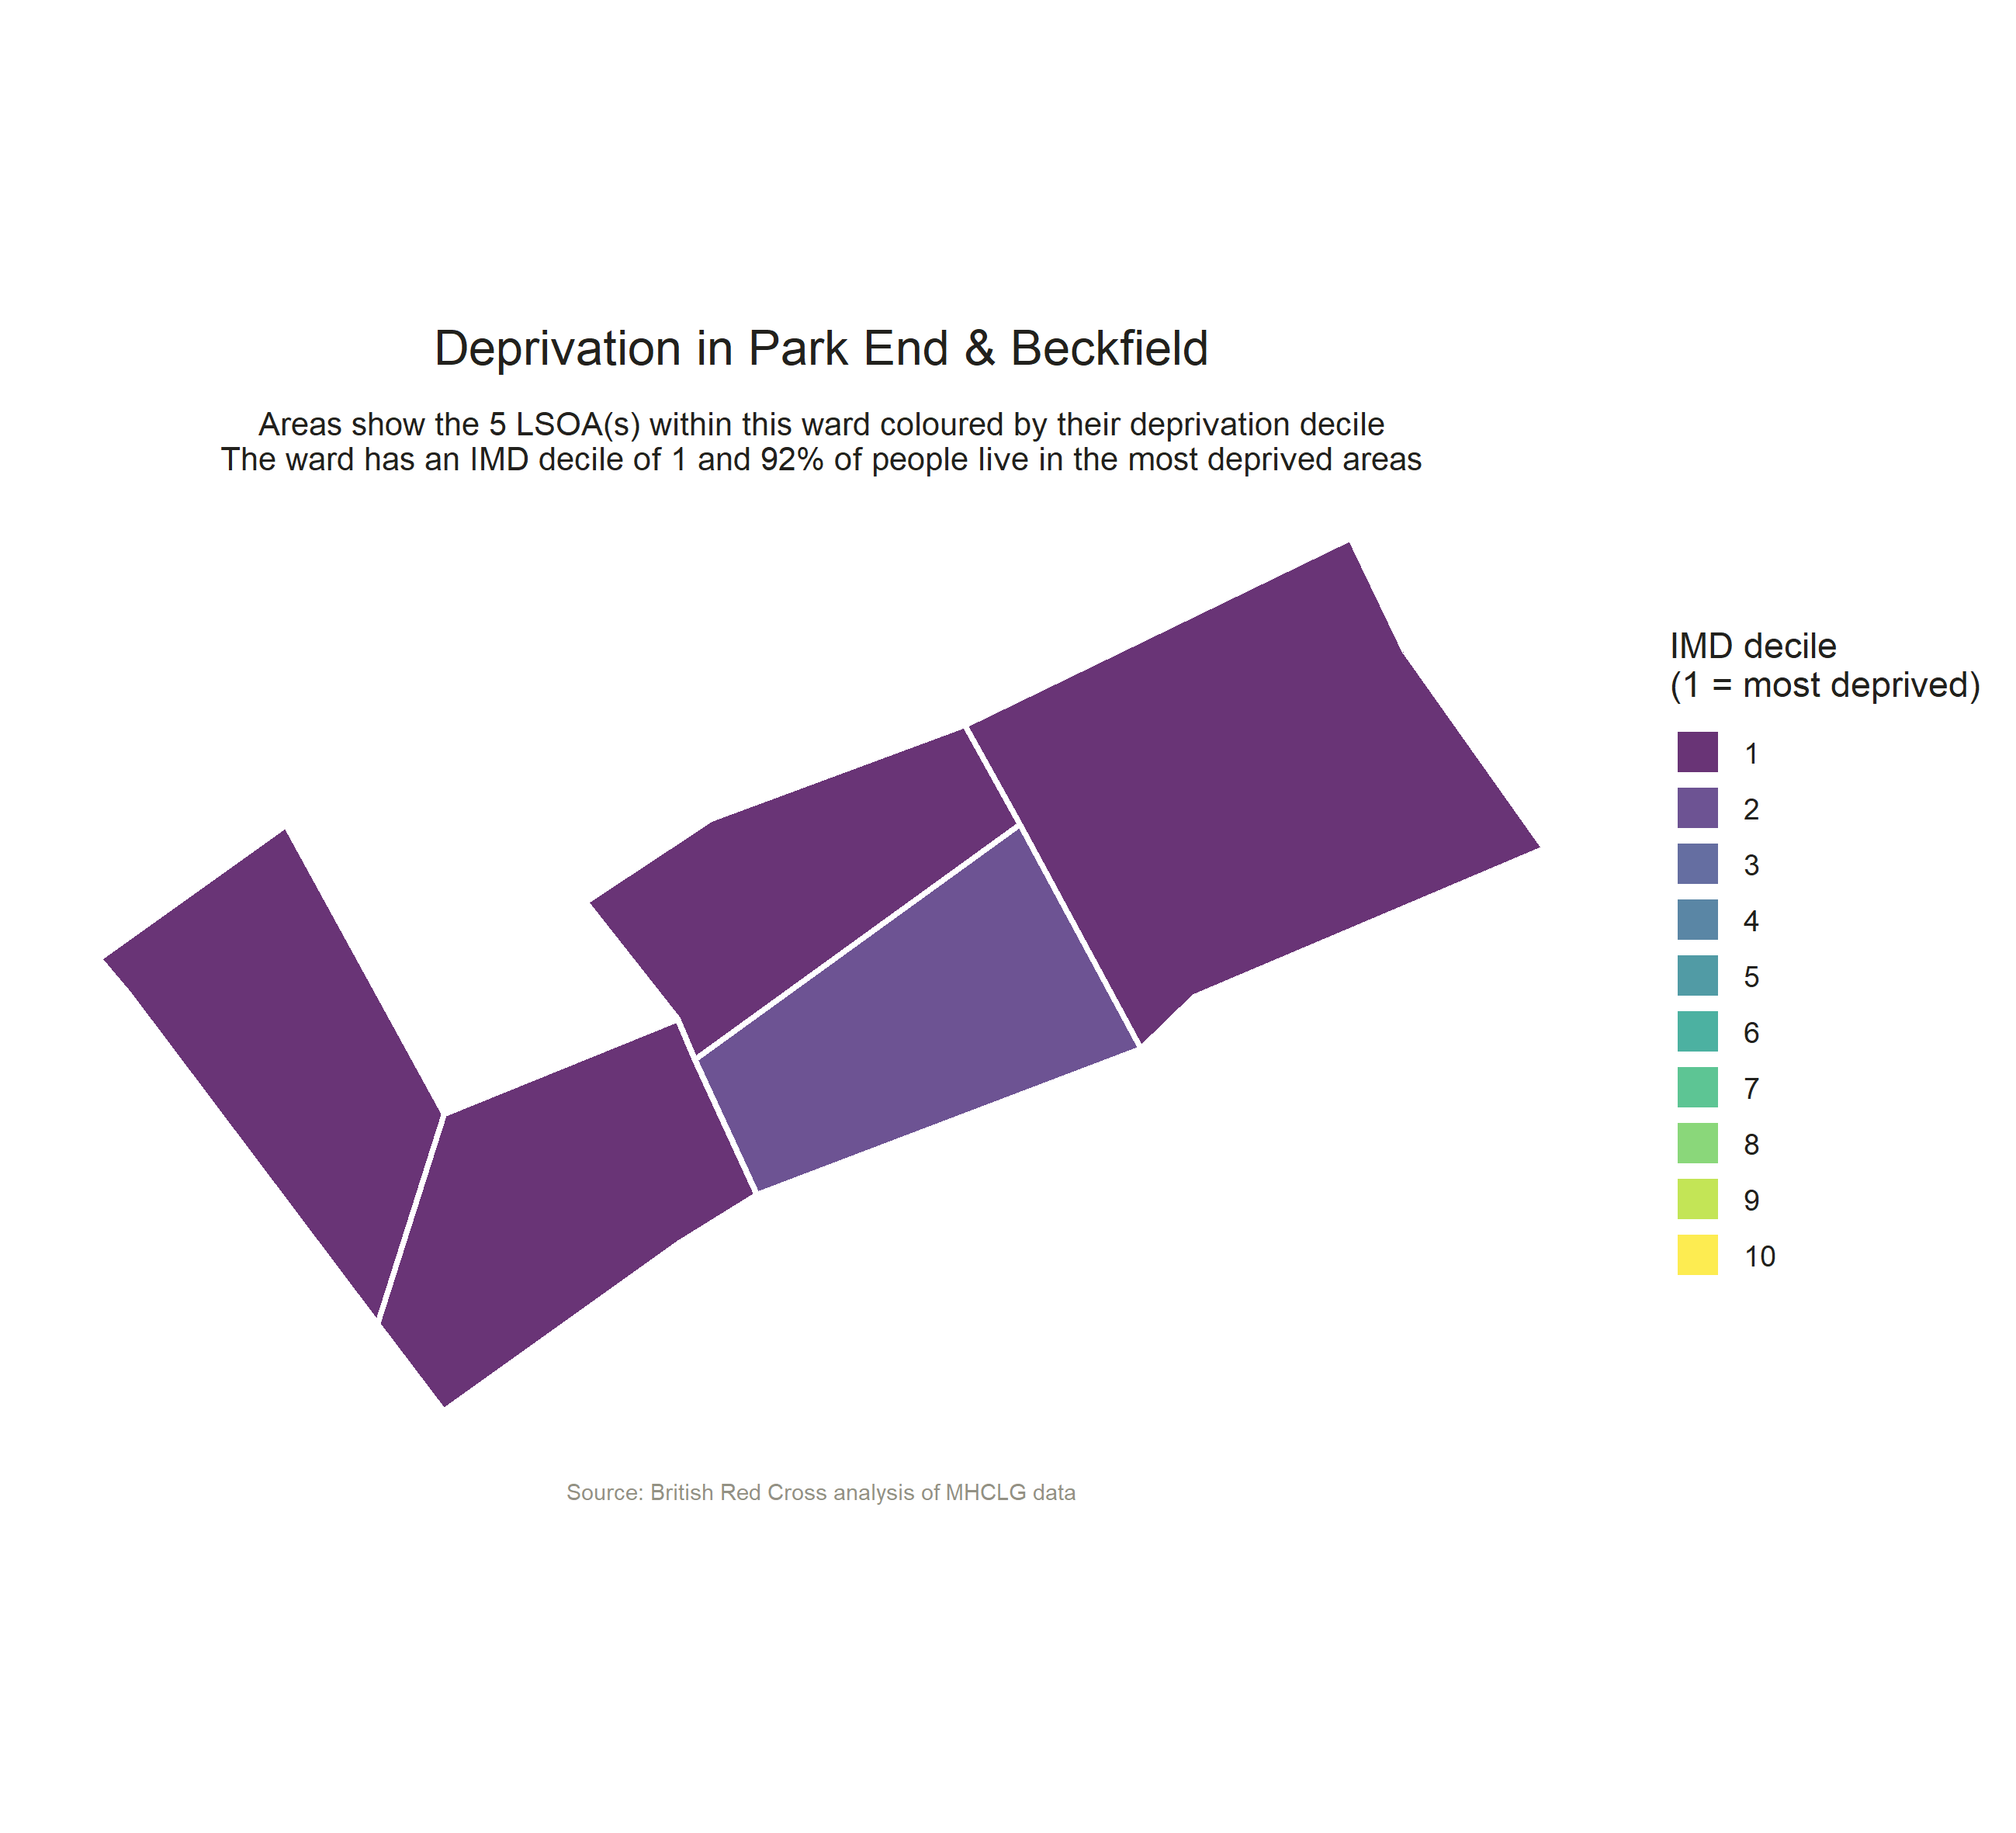 Deprivation in Park End & Beckfield
Areas show the 5 LSOA(s) within this ward coloured by their deprivation decile
The ward has an IMD decile of 1 and 92% of people live in the most deprived areas
IMD decile
(1 = most deprived)
1
2
3
4
5
6
7
8
9
10
Source: British Red Cross analysis of MHCLG data